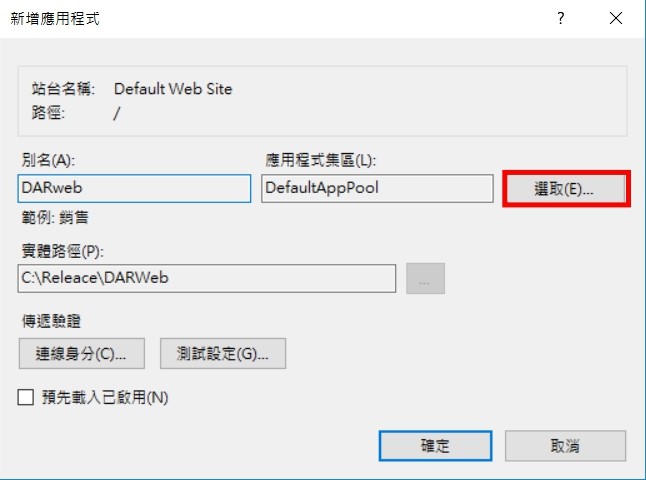 新增應用程式
站台名稱: Default Web Site
路徑: /
別名(A): 應用程式集區(L):
DARweb DefaultAppPool 選取(E)...
範例: 銷售
實體路徑(P):
C:\Releace\DARWeb ...
傳遞驗證
連線身分(C)... 測試設定(G)...
預先載入已啟用(N)
確定 取消